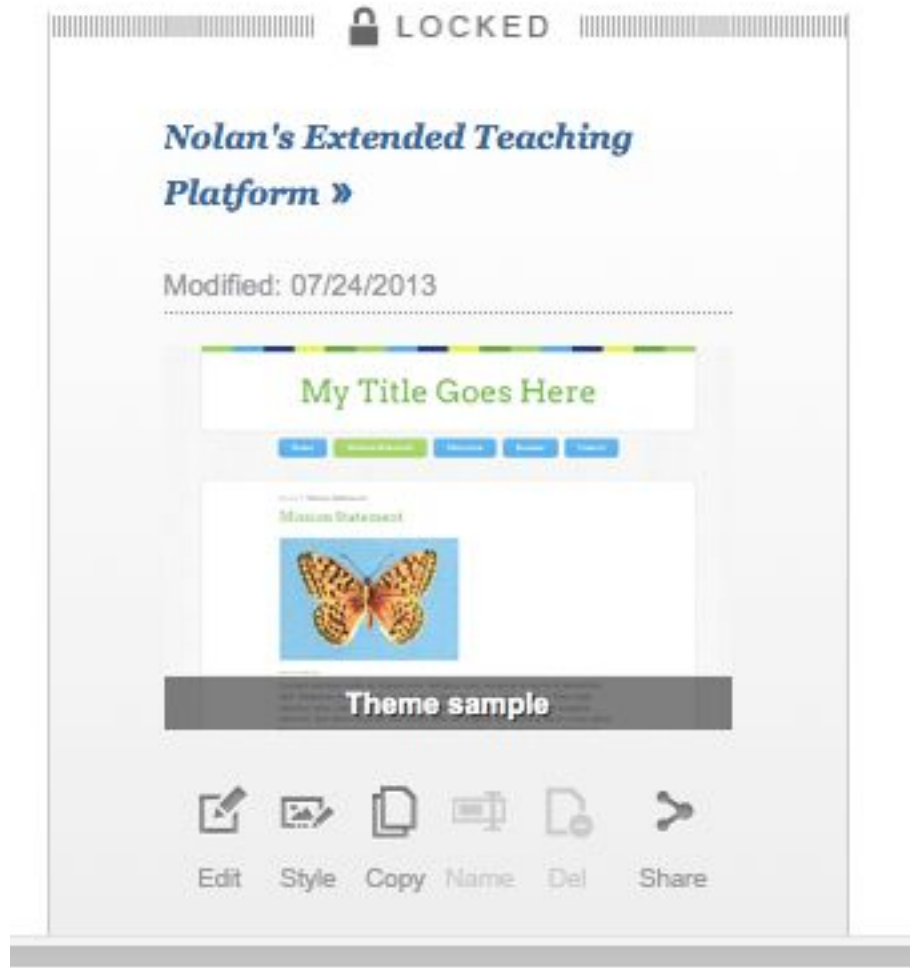 LOCKED
Nolan's Extended Teaching
Platform »
Modified: 07/24/2013
My Title Goes Here
Mission Statement
Theme sample
Edit Style Copy Name Del Share